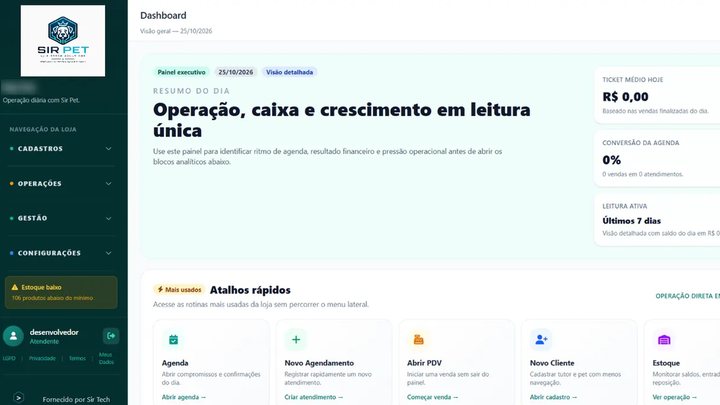 SIR PET
Operação diária com Sir Pet.
NAVEGAÇÃO DA LOJA
CADASTROS
OPERAÇÕES
GESTÃO
CONFIGURAÇÕES
Estoque baixo
106 produtos abaixo do mínimo
desenvolvedor
Atendente
LGPD | Privacidade | Termos | Meus Dados
Fornecido por Sir Tech
Dashboard
Visão geral — 25/10/2026
Painel executivo 25/10/2026 Visão detalhada
RESUMO DO DIA
Operação, caixa e crescimento em leitura
única
Use este painel para identificar ritmo de agenda, resultado financeiro e pressão operacional antes de abrir os
blocos analíticos abaixo.
TICKET MÉDIO HOJE
R$ 0,00
Baseado nas vendas finalizadas do dia.
CONVERSÃO DA AGENDA
0%
0 vendas em 0 atendimentos.
LEITURA ATIVA
Últimos 7 dias
Visão detalhada com saldo do dia em R$ 0
Mais usados Atalhos rápidos
Acesse as rotinas mais usadas da loja sem percorrer o menu lateral.
OPERAÇÃO DIRETA EM
Agenda
Abrir compromissos e confirmações
do dia.
Abrir agenda →
Novo Agendamento
Registrar rapidamente um novo
atendimento.
Criar atendimento →
Abrir PDV
Iniciar uma venda sem sair do
painel.
Começar venda →
Novo Cliente
Cadastrar tutor e pet com menos
navegação.
Abrir cadastro →
Estoque
Monitorar saldos, entrad
reposição.
Ver operação →